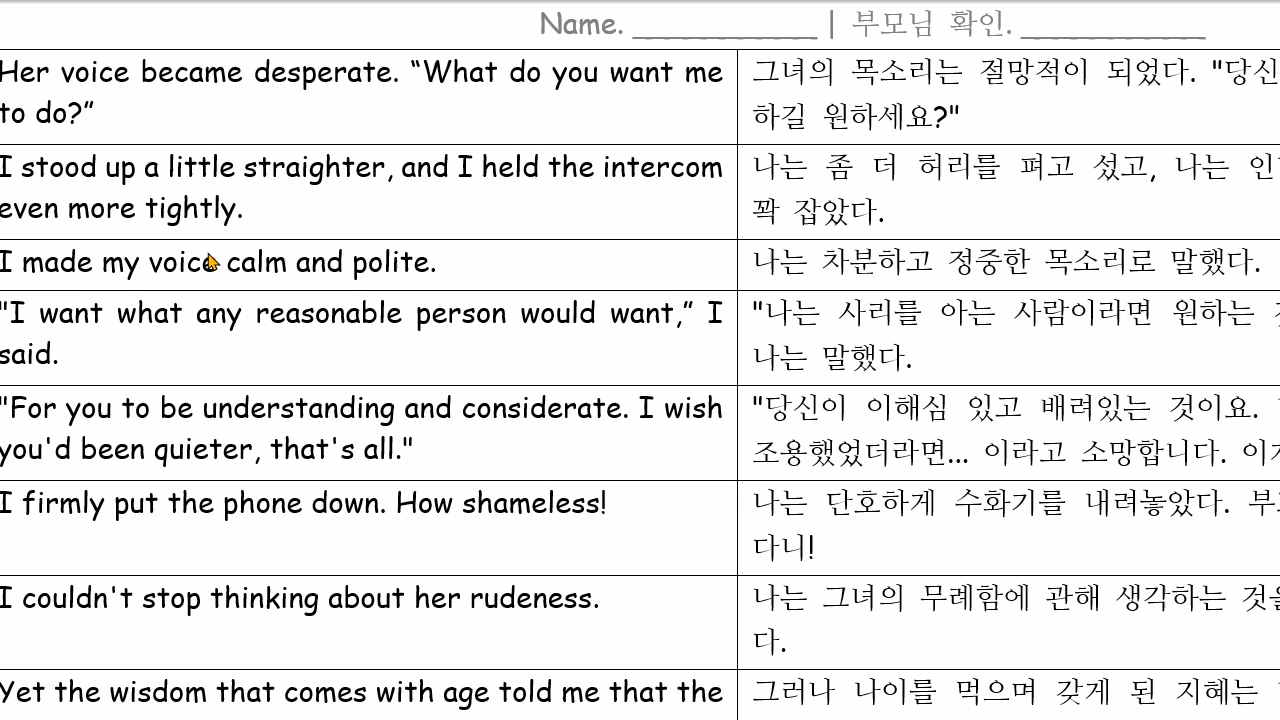 Name. ____________ | 부모님 확인. ____________
Her voice became desperate. “What do you want me
to do?”
그녀의 목소리는 절망적이 되었다. "당신
하길 원하세요?"
I stood up a little straighter, and I held the intercom
even more tightly.
나는 좀 더 허리를 펴고 섰고, 나는
꽉 잡았다.
I made my voice calm and polite.
나는 차분하고 정중한 목소리로 말했다.
"I want what any reasonable person would want,” I
said.
"나는 사리를 아는 사람이라면 원하는
나는 말했다.
"For you to be understanding and considerate. I wish
you'd been quieter, that's all."
"당신이 이해심 있고 배려있는 것이요.
조용했었더라면... 이라고 소망합니다.
I firmly put the phone down. How shameless!
나는 단호하게 수화기를 내려놓았다.
다니!
I couldn't stop thinking about her rudeness.
나는 그녀의 무례함에 관해 생각하는 것을
다.
Yet the wisdom that comes with age told me that the
그러나 나이를 먹으며 갖게 된 지혜는